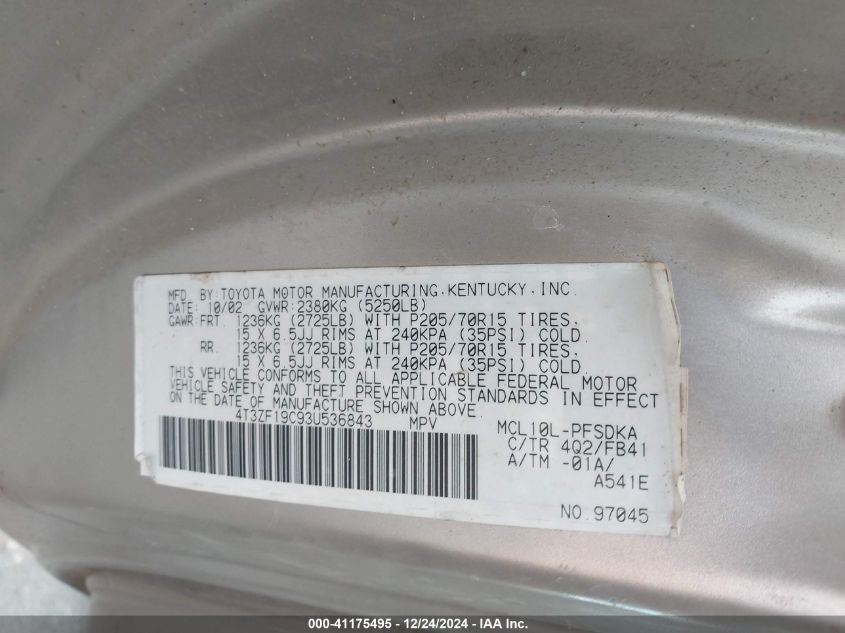 MFD. BY:TOYOTA MOTOR MANUFACTURING,KENTUCKY,INC.
DATE: 10/02 GVWR:2380KG (5250LB)
GAWR:FRT. 1236KG (2725LB) WITH P205/70R15 TIRES,
15 X 6.5JJ RIMS AT 240KPA (35PSI) COLD.
RR. 1236KG (2725LB) WITH P205/70R15 TIRES,
15 X 6.5JJ RIMS AT 240KPA (35PSI) COLD.
THIS VEHICLE CONFORMS TO ALL APPLICABLE FEDERAL MOTOR
VEHICLE SAFETY AND THEFT PREVENTION STANDARDS IN EFFECT
ON THE DATE OF MANUFACTURE SHOWN ABOVE.
4T3ZF19C93U536843 MPV MCL10L-PFSDKA
C/TR 4Q2/FB41
A/TM -01A/
A541E
NO.97045
000-41175495 - 12/24/2024 - IAA Inc.